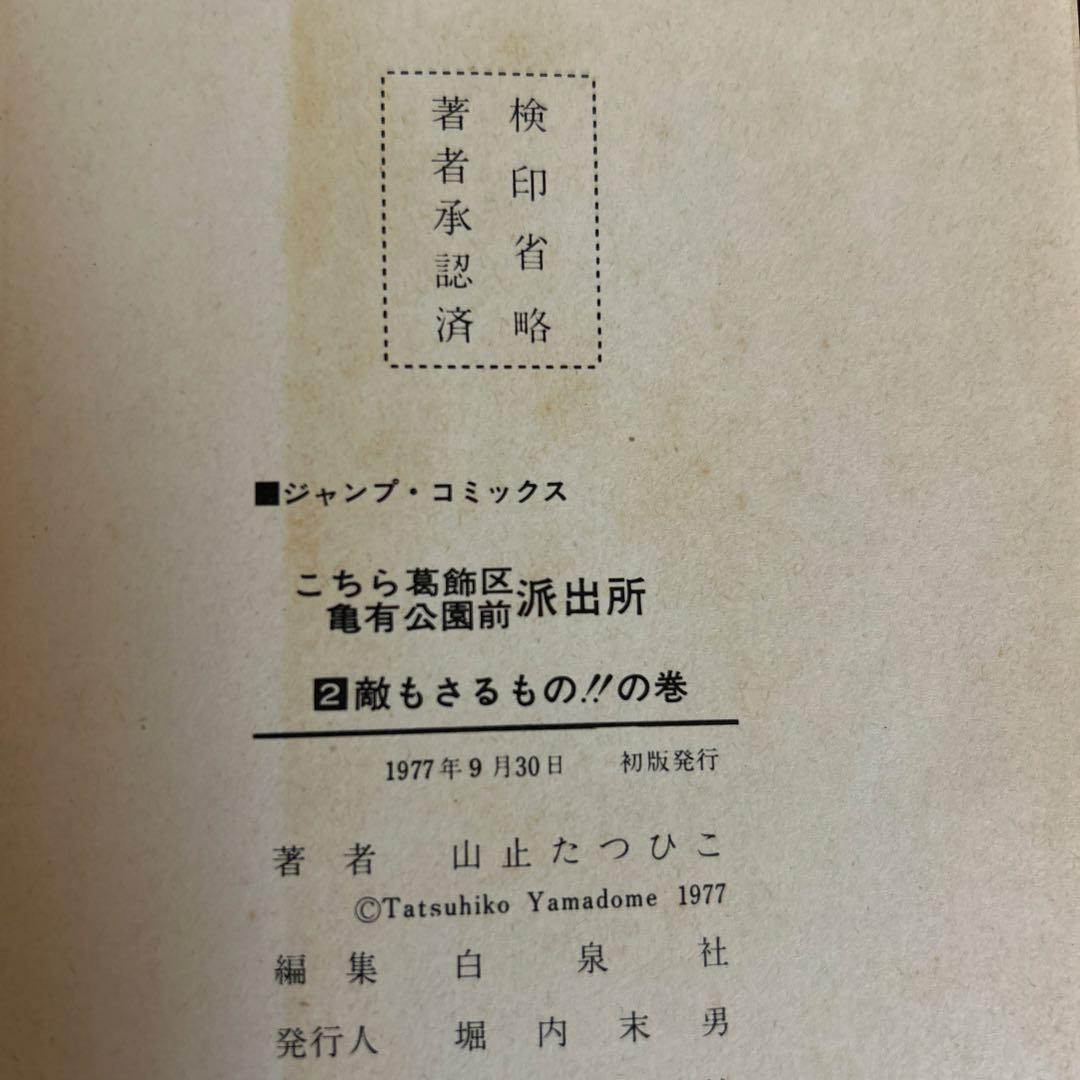 検印省略
著者承認済
■ジャンプ・コミックス
こちら葛飾区
亀有公園前派出所
2敵もさるもの!!の巻
1977年9月30日 初版発行
著者 山止たつひこ
©Tatsuhiko Yamadome 1977
編集 白泉社
発行人 堀内末男